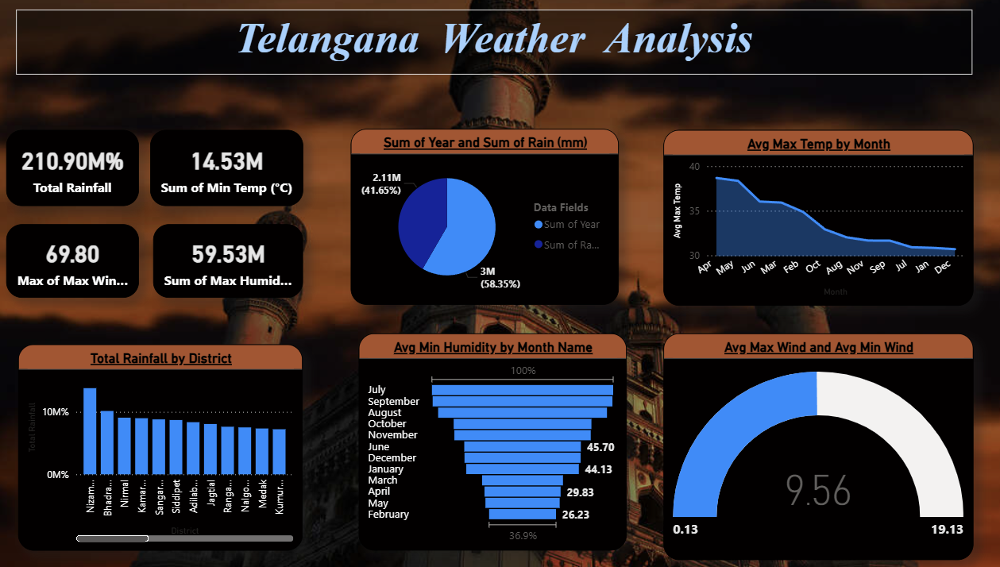 Telangana Weather Analysis
210.90M%
Total Rainfall
14.53M
Sum of Min Temp (°C)
69.80
Max of Max Win...
59.53M
Sum of Max Humid...
Sum of Year and Sum of Rain (mm)
2.11M
(41.65%)
3M
(58.35%)
Data Fields
Sum of Year
Sum of Ra...
Avg Max Temp by Month
Avg Max Temp
40
35
30
Apr
May
Jun
Mar
Feb
Oct
Aug
Nov
Sep
Jul
Jan
Dec
Month
Total Rainfall by District
Total Rainfall
10M%
0M%
Nizam...
Bhadra...
Nirmal
Kamar...
Sangar...
Siddipet
Adilab...
Jagtial
Ranga...
Nalgo...
Medak
Kumur...
District
Avg Min Humidity by Month Name
100%
July
September
August
October
November
June
45.70
December
January
44.13
March
April
29.83
May
February
26.23
36.9%
Avg Max Wind and Avg Min Wind
9.56
0.13
19.13